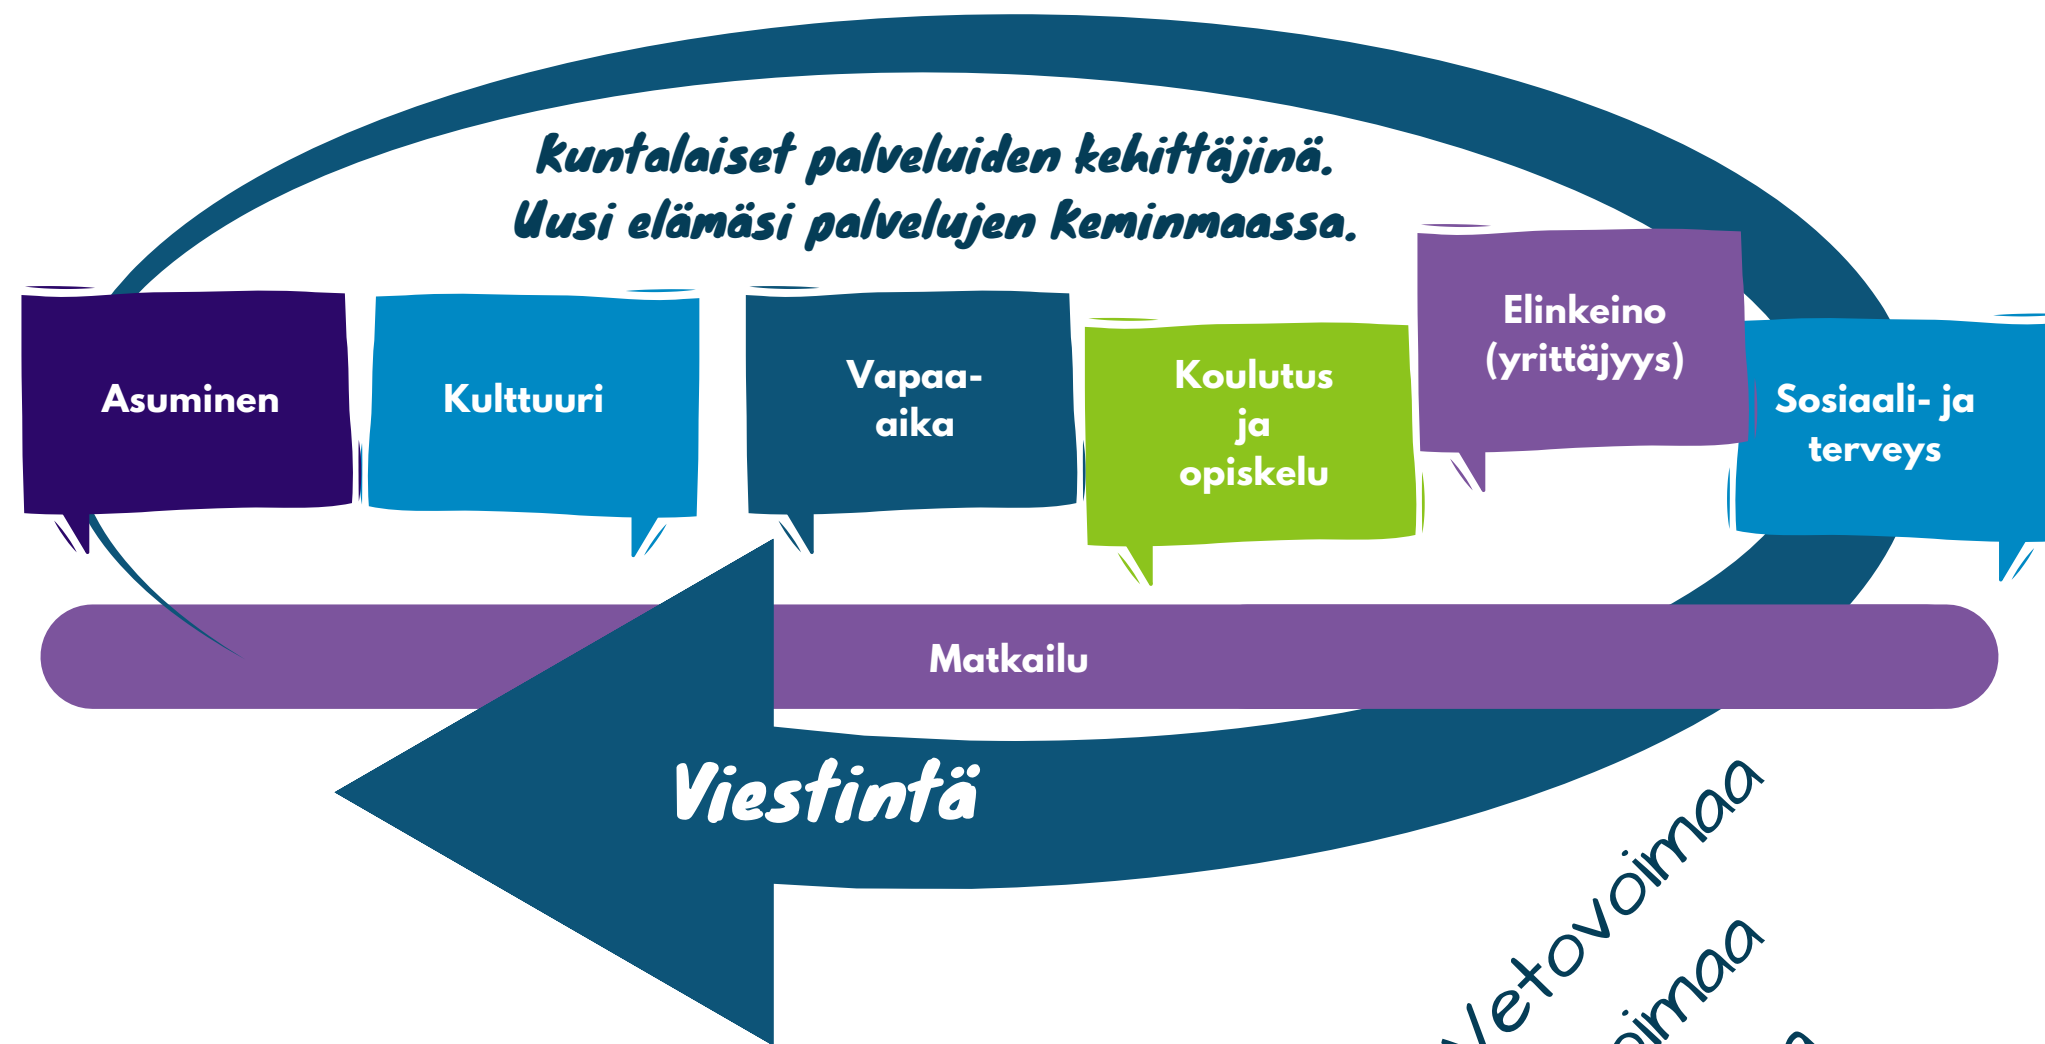 Kuntalaiset palveluiden kehittäjinä.
Uusi elämäsi palvelujen Keminmaassa.
Asuminen
Kulttuuri
Vapaa-
aika
Koulutus
ja
opiskelu
Elinkeino
(yrittäjyys)
Sosiaali- ja
terveys
Matkailu
Viestintä
Vetovoimaa